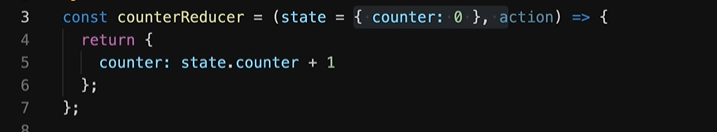 3 const counterReducer = (state = { counter: 0 }, action) => {
4 return {
5 counter: state.counter + 1
6 };
7 };
8